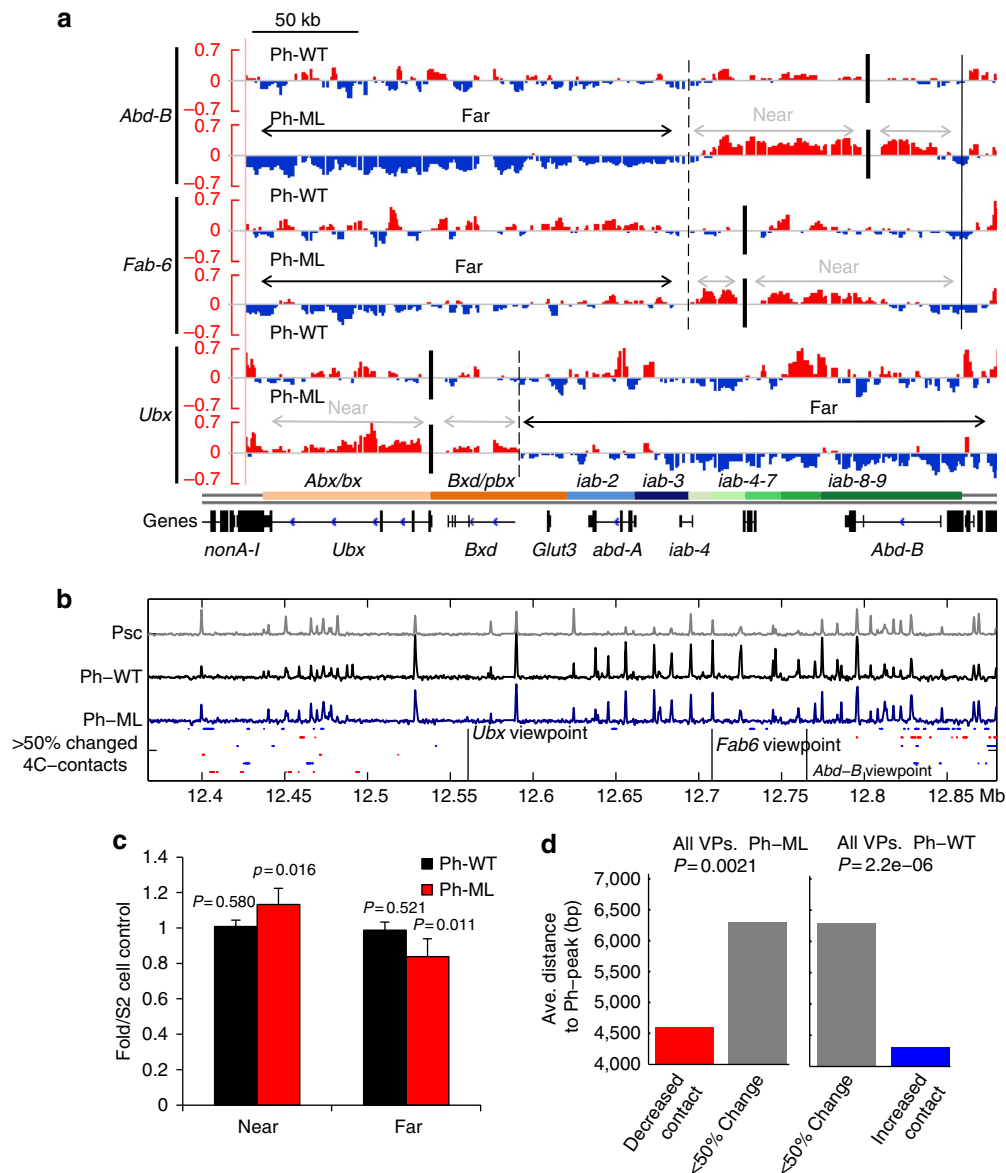 a
50 kb
Abd-B
0.7
0
−0.7
Ph-WT
Ph-ML
Far
Near
0.7
0
−0.7
Fab-6
0.7
0
−0.7
Ph-WT
Ph-ML
Far
Near
0.7
0
−0.7
Ubx
0.7
0
−0.7
Ph-WT
Ph-ML
Near
Far
0.7
0
−0.7
Abx/bx
Bxd/pbx
iab-2
iab-3
iab-4-7
iab-8-9
Genes
nonA-I
Ubx
Bxd
Glut3
abd-A
iab-4
Abd-B
b
Psc
Ph−WT
Ph−ML
>50% changed
4C−contacts
Ubx viewpoint
Fab6 viewpoint
Abd−B viewpoint
12.4 12.45 12.5 12.55 12.6 12.65 12.7 12.75 12.8 12.85 Mb
c
Fold/S2 cell control
1.4
1.2
1
0.8
0.6
0.4
0.2
0
P=0.580
p=0.016
P=0.521
P=0.011
Ph-WT
Ph-ML
Near
Far
d
All VPs. Ph−ML
P=0.0021
All VPs. Ph−WT
P=2.2e−06
Ave. distance
to Ph−peak (bp)
7,000
6,500
6,000
5,500
5,000
4,500
4,000
Decreased
contact
<50% Change
<50% Change
Increased
contact